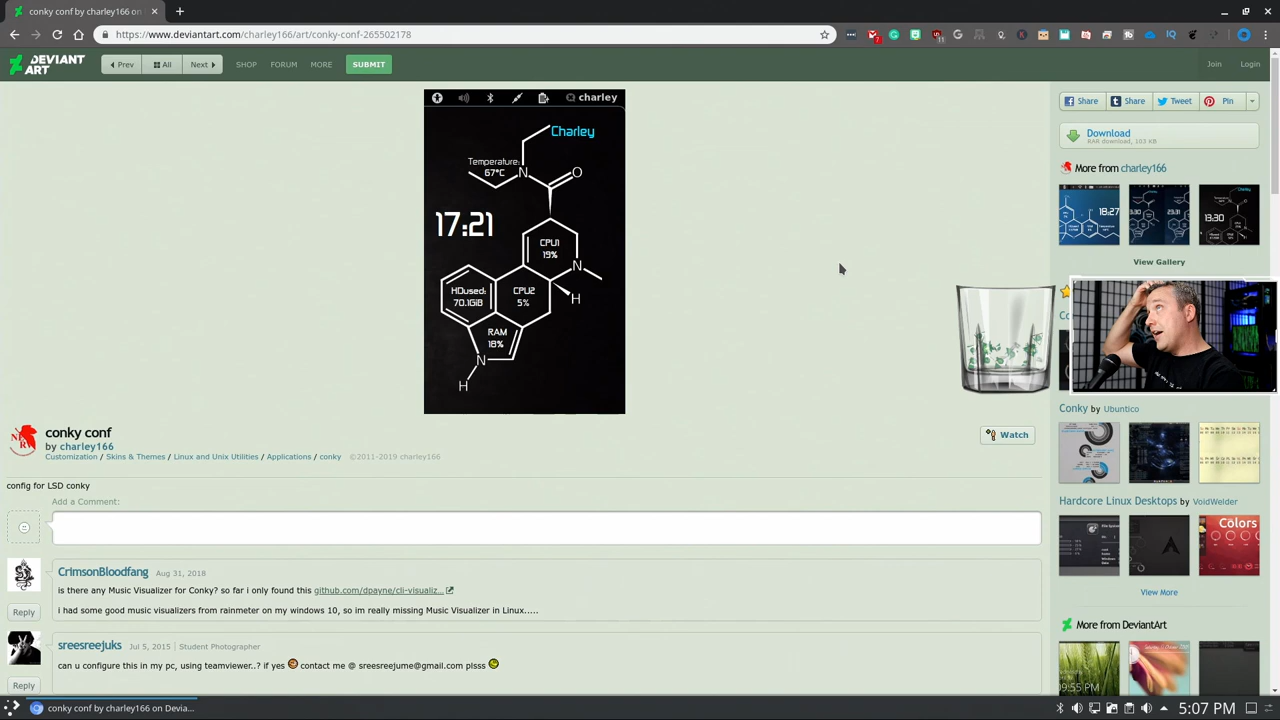 conky conf by charley166 on
https://www.deviantart.com/charley166/art/conky-conf-265502178
DEVIANT ART
Prev
All
Next
SHOP
FORUM
MORE
SUBMIT
Join
Login
charley
Charley
Temperature:
67°C
N
O
17:21
CPU1
19%
N
HDused:
70.1GiB
CPU2
5%
H
RAM
18%
N
H
Share
Share
Tweet
Pin
Download
RAR download, 103 KB
More from charley166
18:27
13:30
View Gallery
conky conf
by charley166
Watch
Customization / Skins & Themes / Linux and Unix Utilities / Applications / conky ©2011-2019 charley166
Conky by Ubuntico
config for LSD conky
Add a Comment:
Hardcore Linux Desktops by VoidWelder
Colors
CrimsonBloodfang Aug 31, 2018
is there any Music Visualizer for Conky? so far i only found this github.com/dpayne/cli-visualiz...
i had some good music visualizers from rainmeter on my windows 10, so im really missing Music Visualizer in Linux.....
Reply
View More
More from DeviantArt
sreesreejuks Jul 5, 2015 | Student Photographer
can u configure this in my pc, using teamviewer..? if yes contact me @ sreesreejume@gmail.com plsss
Reply
09:55 PM
conky conf by charley166 on Devia...
5:07 PM